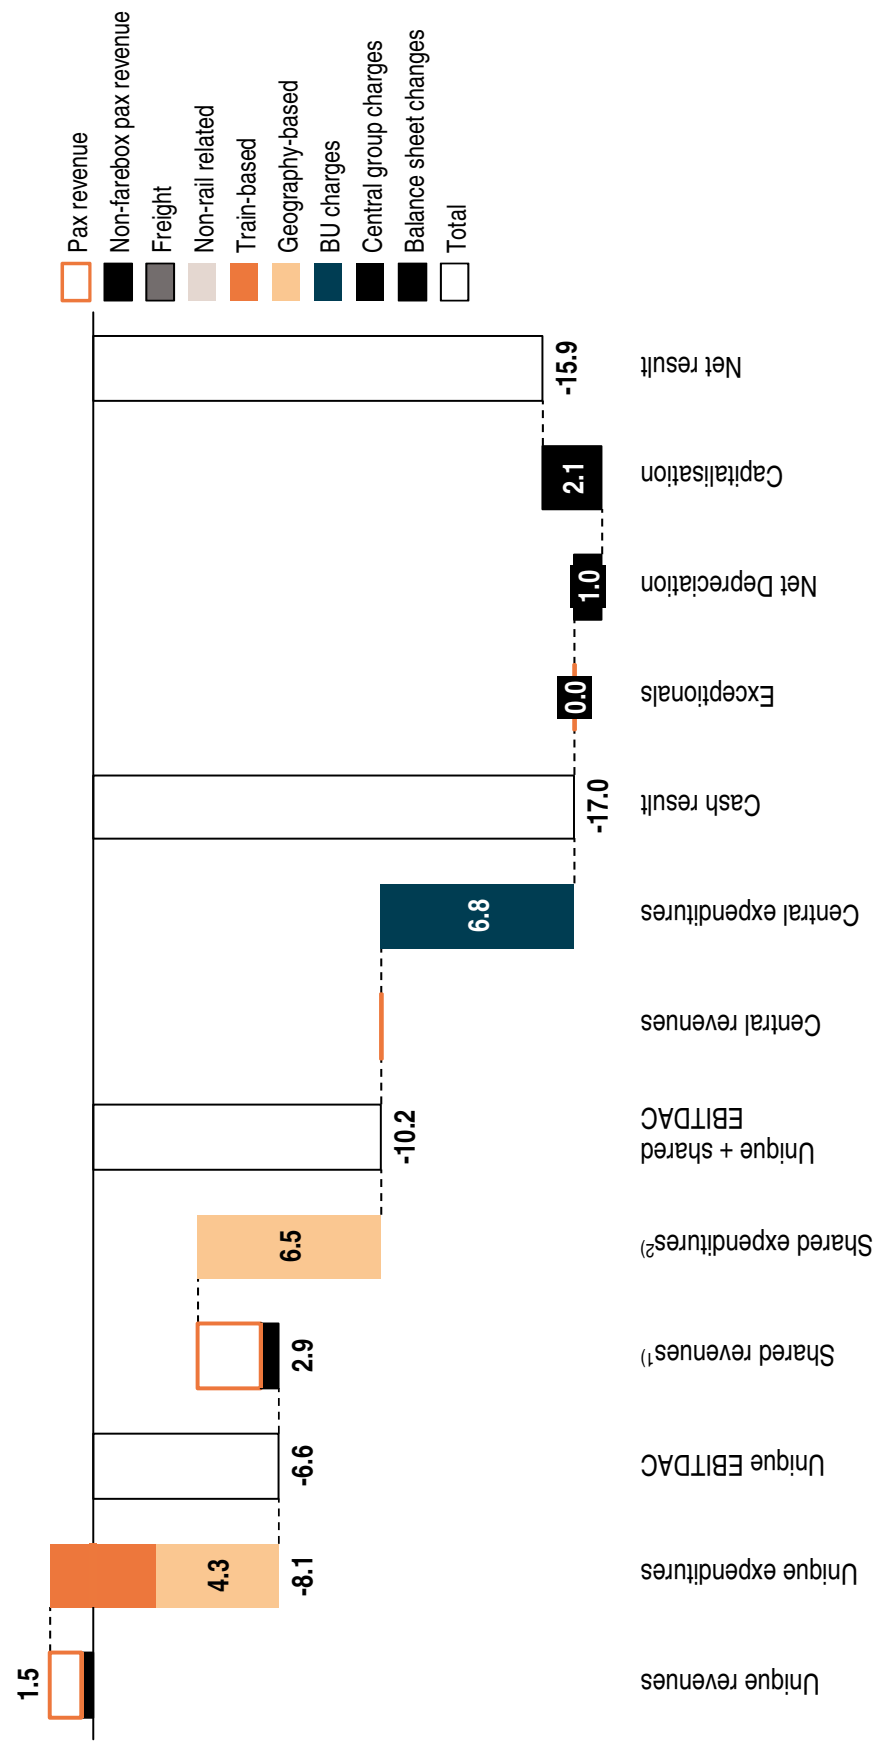 Pax revenue
Non-farebox pax revenue
Freight
Non-rail related
Train-based
Geography-based
BU charges
Central group charges
Balance sheet changes
Total
1.5
4.3
-8.1
-6.6
2.9
6.5
-10.2
6.8
-17.0
0.0
1.0
2.1
-15.9
Unique revenues
Unique expenditures
Unique EBITDAC
Shared revenues1)
Shared expenditures2)
Unique + shared
EBITDAC
Central revenues
Central expenditures
Cash result
Exceptionals
Net Depreciation
Capitalisation
Net result